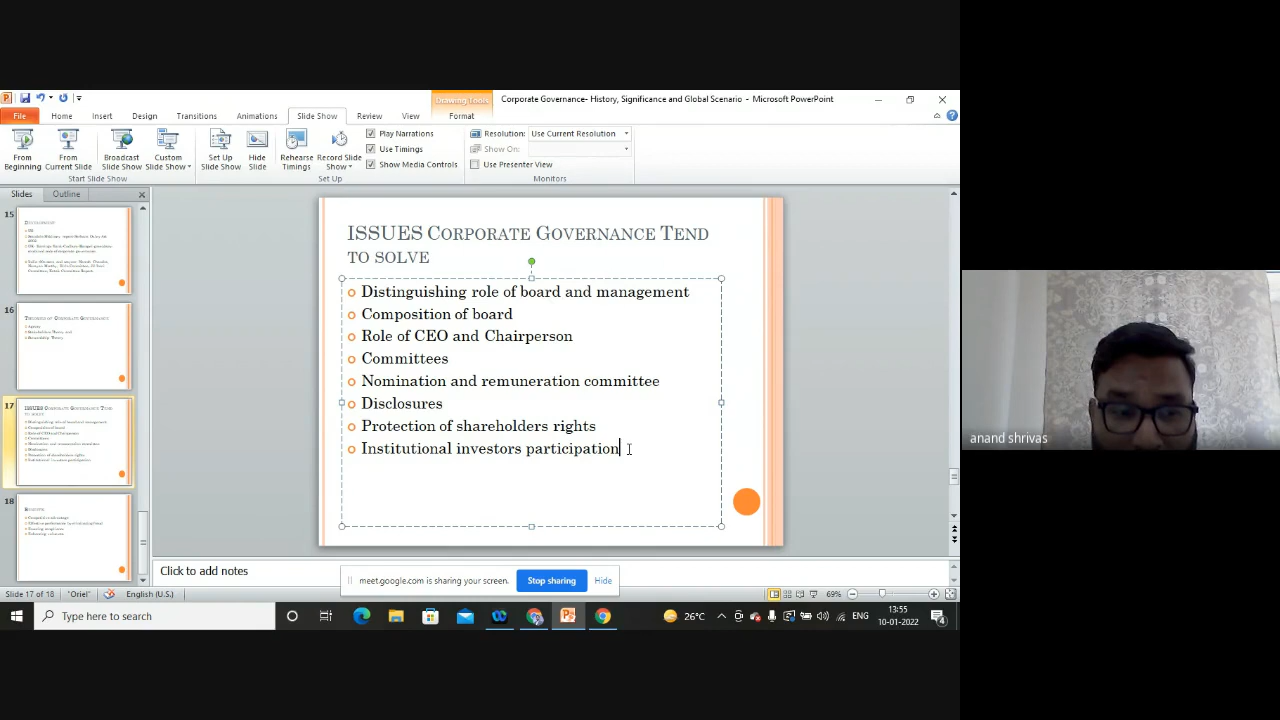 Drawing Tools
Corporate Governance- History, Significance and Global Scenario - Microsoft PowerPoint
File Home Insert Design Transitions Animations Slide Show Review View Format
From Beginning
From Current Slide
Broadcast Slide Show
Custom Slide Show
Start Slide Show
Set Up Slide Show
Hide Slide
Rehearse Timings
Record Slide Show
Play Narrations
Use Timings
Show Media Controls
Set Up
Resolution: Use Current Resolution
Show On:
Use Presenter View
Monitors
Slides Outline
15
16
17
18
ISSUES CORPORATE GOVERNANCE TEND
TO SOLVE
Distinguishing role of board and management
Composition of board
Role of CEO and Chairperson
Committees
Nomination and remuneration committee
Disclosures
Protection of shareholders rights
Institutional investors participation
anand shrivas
Click to add notes
meet.google.com is sharing your screen. Stop sharing Hide
Slide 17 of 18 "Oriel" English (U.S.) 69%
Type here to search
26°C
ENG
13:55
10-01-2022
4